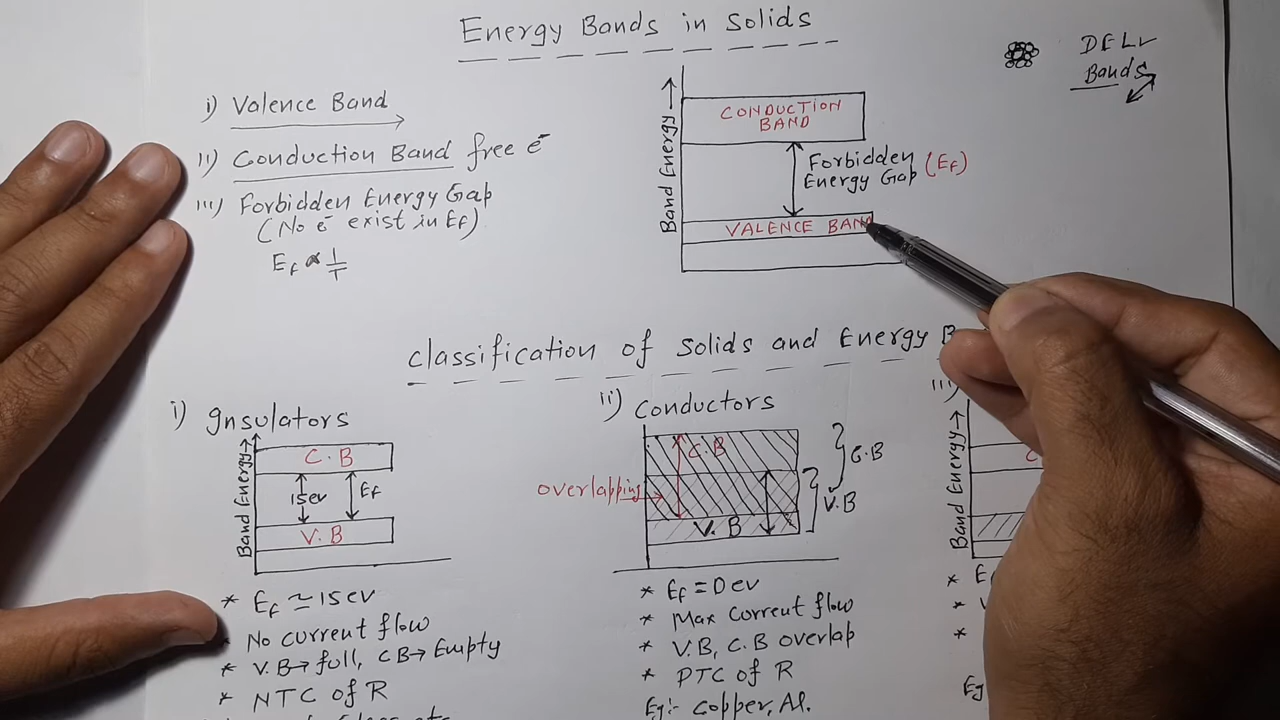 Energy Bands in Solids
i) Valence Band
ii) Conduction Band free e⁻
iii) Forbidden Energy Gap
(No e⁻ exist in Ef)
Ef ∝ 1/T
Band Energy →
CONDUCTION
BAND
Forbidden
Energy Gap (Ef)
VALENCE BAND
Bands
Classification of Solids and Energy B
i) Insulators
Band Energy →
C.B
15ev
Ef
V.B
* Ef ≃ 15ev
* No current flow
* V.B→full, CB→Empty
* NTC of R
ii) Conductors
C.B
overlapping
V.B
C.B
V.B
* Ef = 0ev
* Max Current flow
* V.B, C.B overlap
* PTC of R
Eg:- Copper, Al.
iii)
Band Energy →
C
* E
*
*
Eg